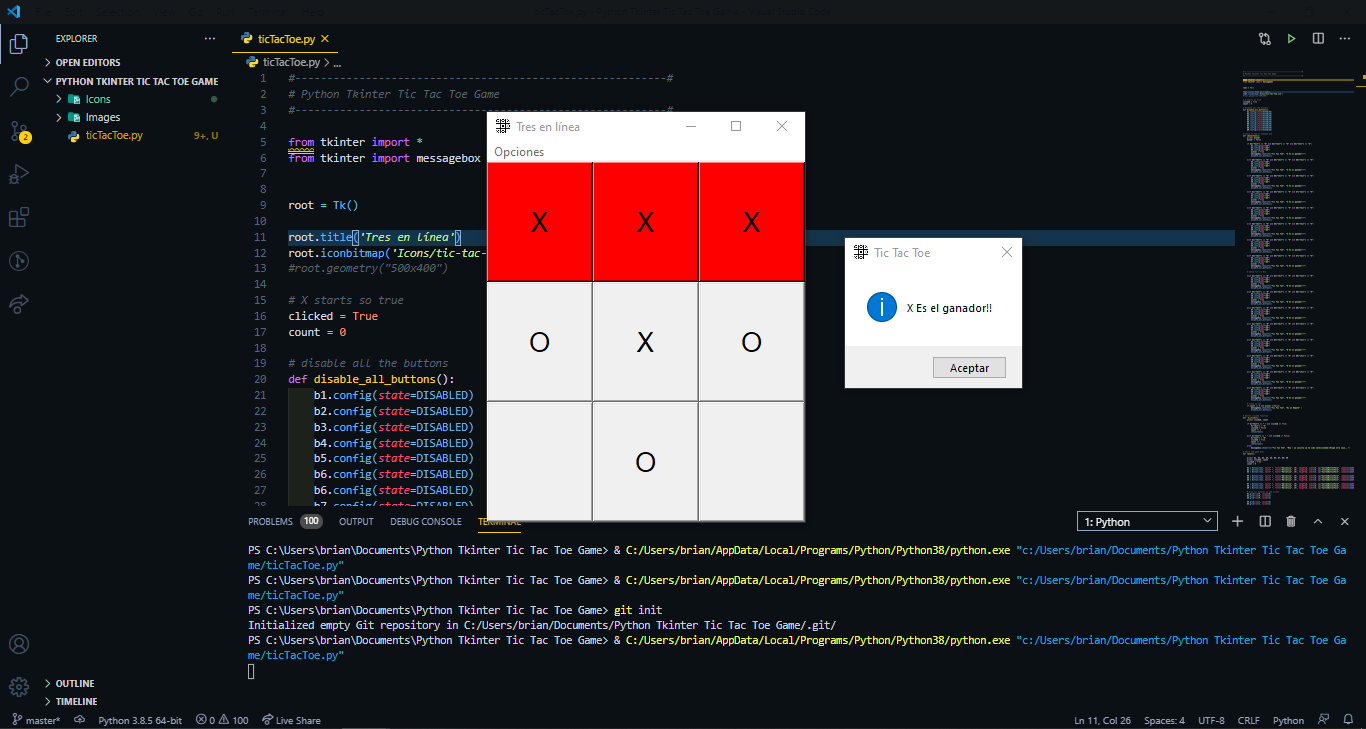 EXPLORER
...
OPEN EDITORS
PYTHON TKINTER TIC TAC TOE GAME
Icons
Images
ticTacToe.py 9+, U
OUTLINE
TIMELINE
ticTacToe.py
ticTacToe.py > ...
1 #----------------------------------------------------------#
2 # Python Tkinter Tic Tac Toe Game
3 #----------------------------------------------------------#
4
5 from tkinter import *
6 from tkinter import messagebox
7
8
9 root = Tk()
10
11 root.title('Tres en línea')
12 root.iconbitmap('Icons/tic-tac-
13 #root.geometry("500x400")
14
15 # X starts so true
16 clicked = True
17 count = 0
18
19 # disable all the buttons
20 def disable_all_buttons():
21 b1.config(state=DISABLED)
22 b2.config(state=DISABLED)
23 b3.config(state=DISABLED)
24 b4.config(state=DISABLED)
25 b5.config(state=DISABLED)
26 b6.config(state=DISABLED)
27 b7.config(state=DISABLED)
28 b7.config(state=DISABLED)
Tres en línea
Opciones
X X X
O X O
O
Tic Tac Toe
X Es el ganador!!
Aceptar
PROBLEMS 100 OUTPUT DEBUG CONSOLE TERMINAL
1: Python
PS C:\Users\brian\Documents\Python Tkinter Tic Tac Toe Game> & C:/Users/brian/AppData/Local/Programs/Python/Python38/python.exe "c:/Users/brian/Documents/Python Tkinter Tic Tac Toe Ga
me/ticTacToe.py"
PS C:\Users\brian\Documents\Python Tkinter Tic Tac Toe Game> & C:/Users/brian/AppData/Local/Programs/Python/Python38/python.exe "c:/Users/brian/Documents/Python Tkinter Tic Tac Toe Ga
me/ticTacToe.py"
PS C:\Users\brian\Documents\Python Tkinter Tic Tac Toe Game> git init
Initialized empty Git repository in C:/Users/brian/Documents/Python Tkinter Tic Tac Toe Game/.git/
PS C:\Users\brian\Documents\Python Tkinter Tic Tac Toe Game> & C:/Users/brian/AppData/Local/Programs/Python/Python38/python.exe "c:/Users/brian/Documents/Python Tkinter Tic Tac Toe Ga
me/ticTacToe.py"
master* Python 3.8.5 64-bit 0 100 Live Share
Ln 11, Col 26 Spaces: 4 UTF-8 CRLF Python